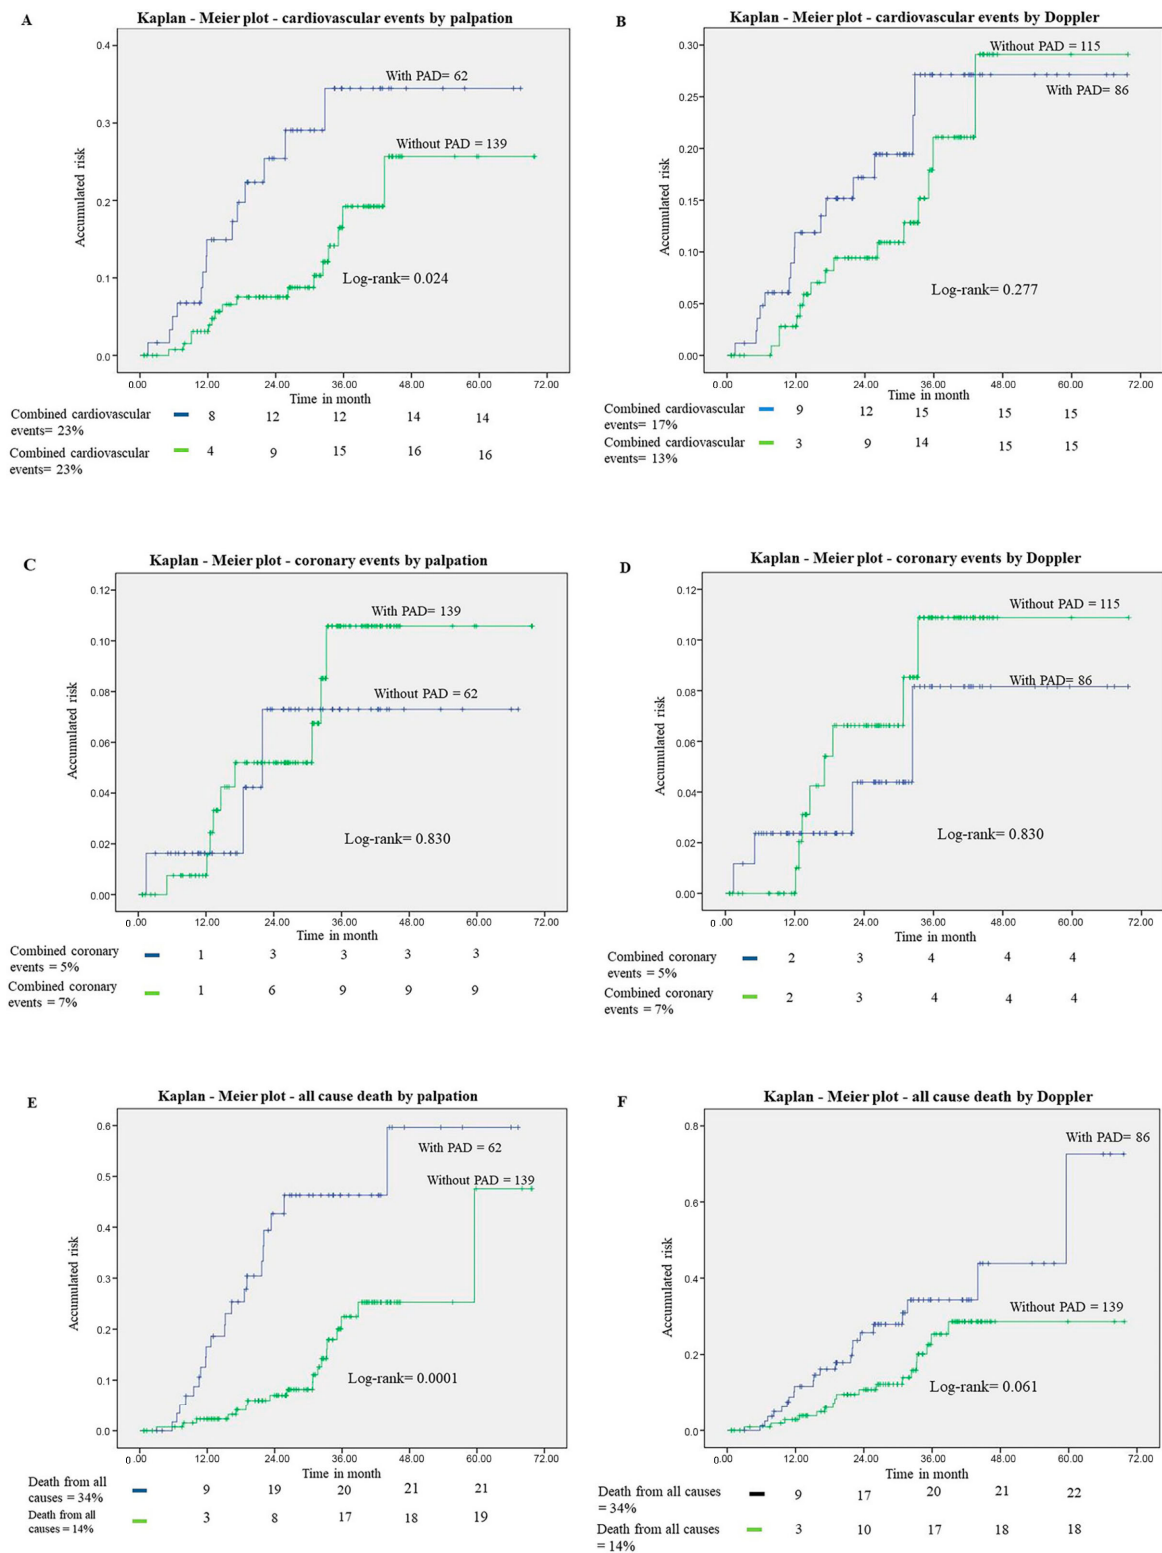 A
Kaplan - Meier plot - cardiovascular events by palpation
0.4
0.3
0.2
0.1
0.0
Accumulated risk
With PAD= 62
Without PAD = 139
Log-rank= 0.024
0.00 12.00 24.00 36.00 48.00 60.00 72.00
Time in month
Combined cardiovascular
events= 23%
8 12 12 14 14
Combined cardiovascular
events= 23%
4 9 15 16 16
B
Kaplan - Meier plot - cardiovascular events by Doppler
0.30
0.25
0.20
0.15
0.10
0.05
0.00
Accumulated risk
Without PAD = 115
With PAD= 86
Log-rank= 0.277
0.00 12.00 24.00 36.00 48.00 60.00 72.00
Time in month
Combined cardiovascular
events= 17%
9 12 15 15 15
Combined cardiovascular
events= 13%
3 9 14 15 15
C
Kaplan - Meier plot - coronary events by palpation
0.12
0.10
0.08
0.06
0.04
0.02
0.00
Accumulated risk
With PAD= 139
Without PAD = 62
Log-rank= 0.830
0.00 12.00 24.00 36.00 48.00 60.00 72.00
Time in month
Combined coronary
events = 5%
1 3 3 3 3
Combined coronary
events = 7%
1 6 9 9 9
D
Kaplan - Meier plot - coronary events by Doppler
0.12
0.10
0.08
0.06
0.04
0.02
0.00
Accumulated risk
Without PAD = 115
With PAD= 86
Log-rank= 0.830
0.00 12.00 24.00 36.00 48.00 60.00 72.00
Time in month
Combined coronary
events = 5%
2 3 4 4 4
Combined coronary
events = 7%
2 3 4 4 4
E
Kaplan - Meier plot - all cause death by palpation
0.6
0.5
0.4
0.3
0.2
0.1
0.0
Accumulated risk
With PAD = 62
Without PAD = 139
Log-rank= 0.0001
0.00 12.00 24.00 36.00 48.00 60.00 72.00
Time in month
Death from all
causes = 34%
9 19 20 21 21
Death from all
causes = 14%
3 8 17 18 19
F
Kaplan - Meier plot - all cause death by Doppler
0.8
0.6
0.4
0.2
0.0
Accumulated risk
With PAD= 86
Without PAD = 139
Log-rank= 0.061
0.00 12.00 24.00 36.00 48.00 60.00 72.00
Time in month
Death from all causes
= 34%
9 17 20 21 22
Death from all causes
= 14%
3 10 17 18 18